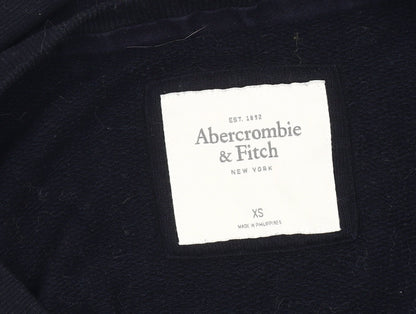 EST. 1892
Abercrombie
& Fitch
NEW YORK
XS
MADE IN PHILIPPINES